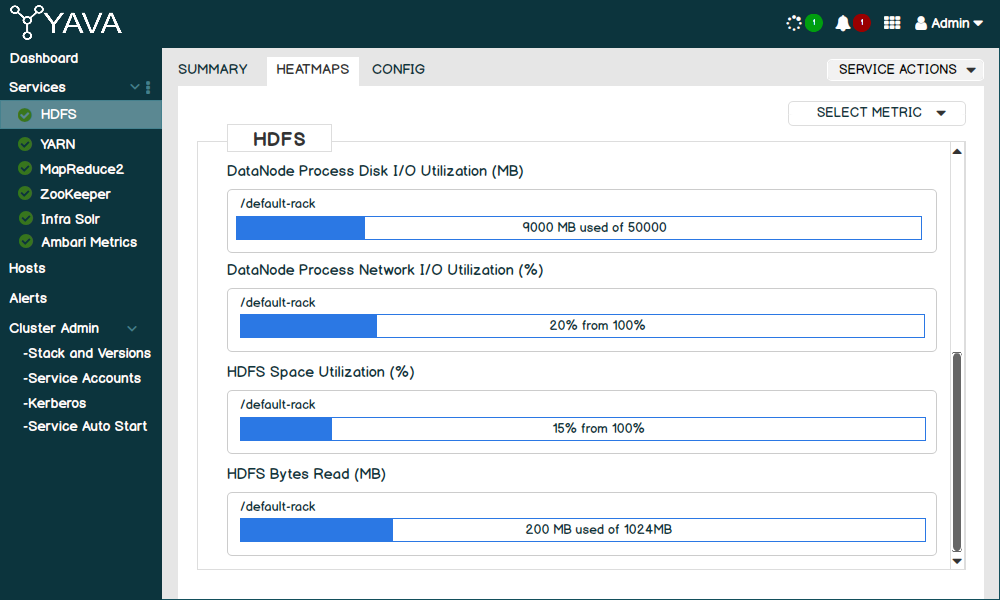 YAVA
1
1
Admin
Dashboard
Services
HDFS
YARN
MapReduce2
ZooKeeper
Infra Solr
Ambari Metrics
Hosts
Alerts
Cluster Admin
-Stack and Versions
-Service Accounts
-Kerberos
-Service Auto Start
SUMMARY
HEATMAPS
CONFIG
SERVICE ACTIONS
SELECT METRIC
HDFS
DataNode Process Disk I/O Utilization (MB)
/default-rack
9000 MB used of 50000
DataNode Process Network I/O Utilization (%)
/default-rack
20% from 100%
HDFS Space Utilization (%)
/default-rack
15% from 100%
HDFS Bytes Read (MB)
/default-rack
200 MB used of 1024MB